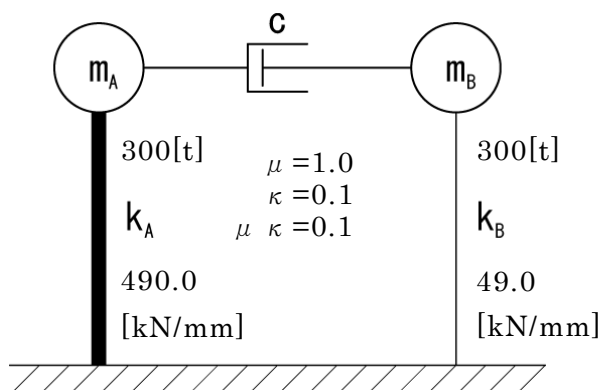 c
m_A
m_B
300[t]
300[t]
μ=1.0
κ=0.1
μ κ=0.1
k_A
k_B
490.0
[kN/mm]
49.0
[kN/mm]